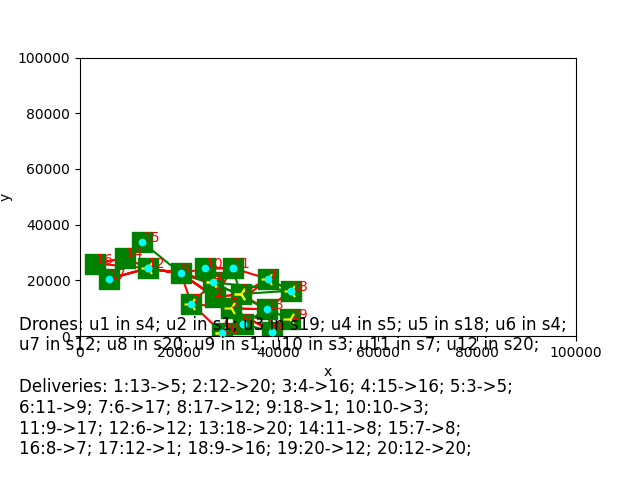 100000
80000
60000
40000
20000
0
y
0
20000
40000
60000
80000
100000
x
Drones: u1 in s4; u2 in s1; u3 in s19; u4 in s5; u5 in s18; u6 in s4;
u7 in s12; u8 in s20; u9 in s1; u10 in s3; u11 in s7; u12 in s20;
Deliveries: 1:13->5; 2:12->20; 3:4->16; 4:15->16; 5:3->5;
6:11->9; 7:6->17; 8:17->12; 9:18->1; 10:10->3;
11:9->17; 12:6->12; 13:18->20; 14:11->8; 15:7->8;
16:8->7; 17:12->1; 18:9->16; 19:20->12; 20:12->20;